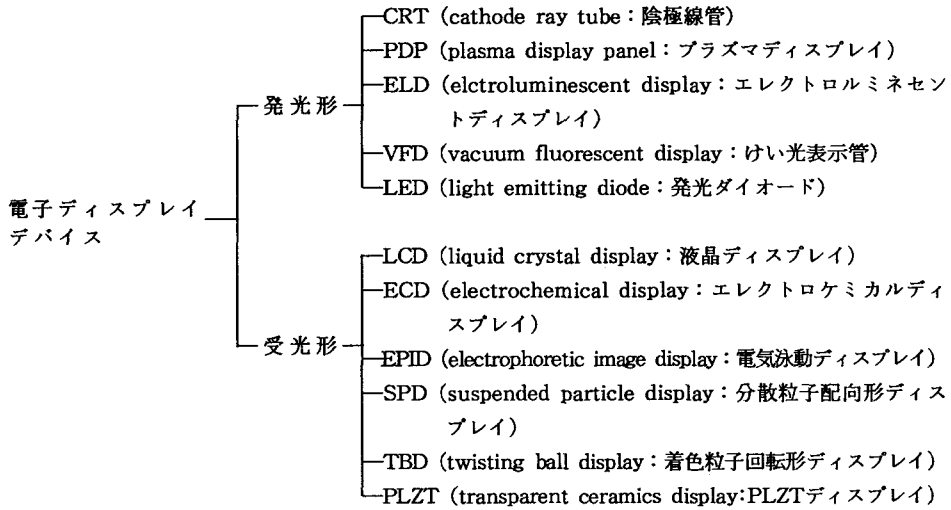 CRT (cathode ray tube：陰極線管)
PDP (plasma display panel：プラズマディスプレイ)
ELD (elctroluminescent display：エレクトロルミネセン
トディスプレイ)
発光形
VFD (vacuum fluorescent display：けい光表示管)
LED (light emitting diode：発光ダイオード)
電子ディスプレイ
デバイス
LCD (liquid crystal display：液晶ディスプレイ)
ECD (electrochemical display：エレクトロケミカルディ
スプレイ)
受光形
EPID (electrophoretic image display：電気泳動ディスプレイ)
SPD (suspended particle display：分散粒子配向形ディス
プレイ)
TBD (twisting ball display：着色粒子回転形ディスプレイ)
PLZT (transparent ceramics display:PLZTディスプレイ)